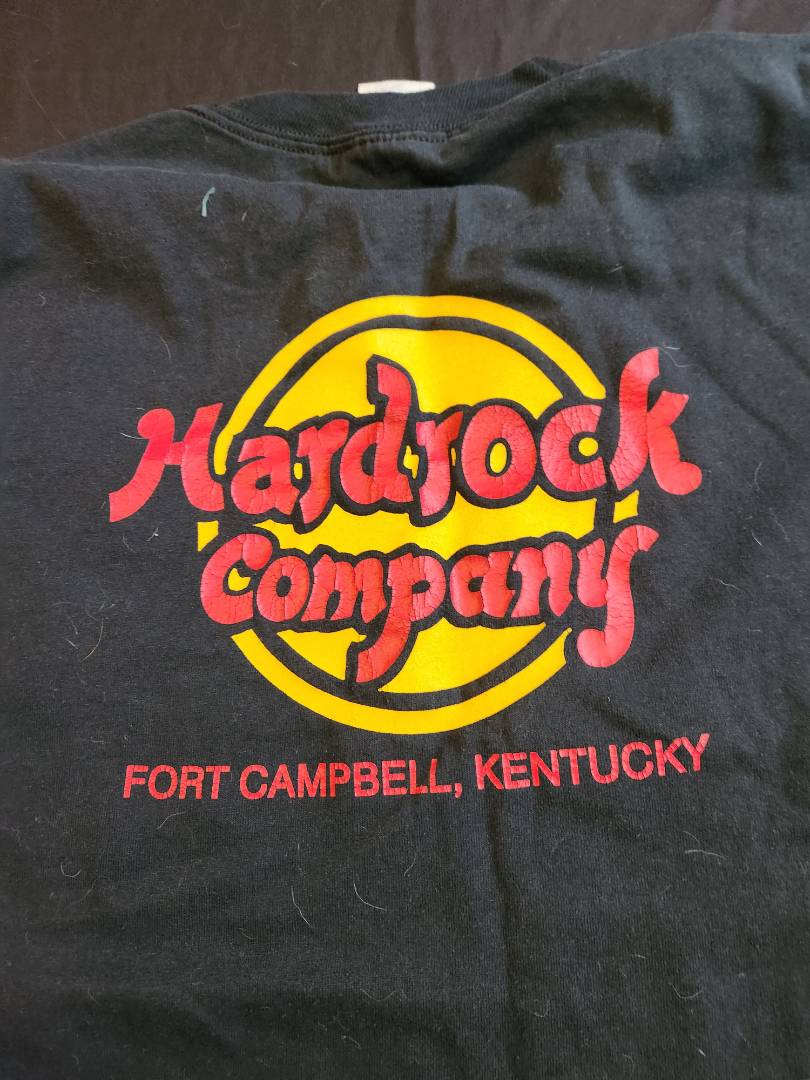 Hardrock
Company
FORT CAMPBELL, KENTUCKY